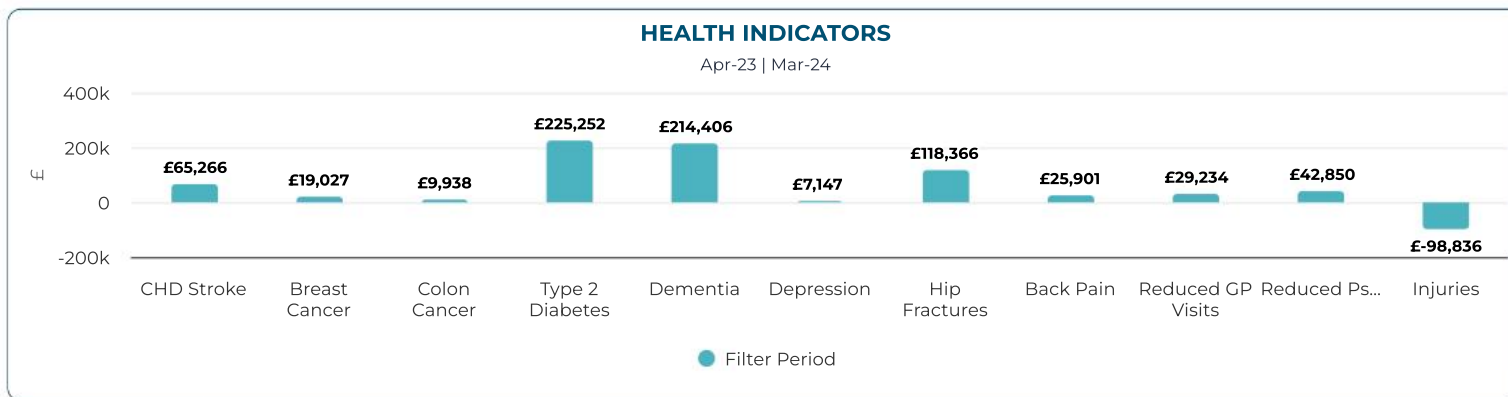 HEALTH INDICATORS
Apr-23 | Mar-24
400k
200k
0
-200k
£
£65,266
£19,027
£9,938
£225,252
£214,406
£7,147
£118,366
£25,901
£29,234
£42,850
£-98,836
CHD Stroke
Breast
Cancer
Colon
Cancer
Type 2
Diabetes
Dementia
Depression
Hip
Fractures
Back Pain
Reduced GP
Visits
Reduced Ps...
Injuries
Filter Period